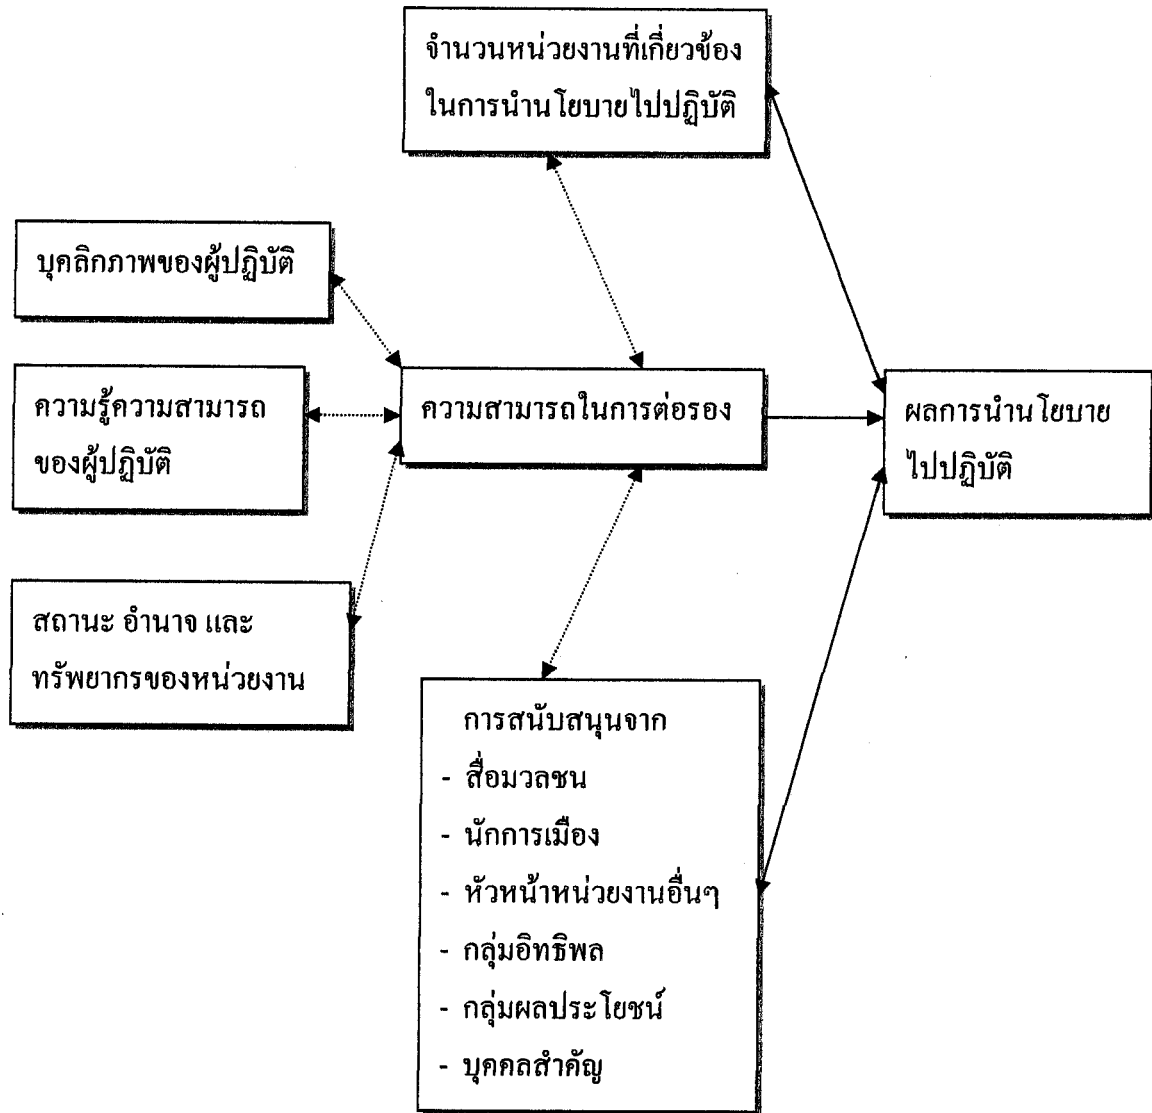 จำนวนหน่วยงานที่เกี่ยวข้อง
ในการนำนโยบายไปปฏิบัติ
บุคลิกภาพของผู้ปฏิบัติ
ความรู้ความสามารถ
ของผู้ปฏิบัติ
ความสามารถในการต่อรอง
ผลการนำนโยบาย
ไปปฏิบัติ
สถานะ อำนาจ และ
ทรัพยากรของหน่วยงาน
การสนับสนุนจาก
- สื่อมวลชน
- นักการเมือง
- หัวหน้าหน่วยงานอื่นๆ
- กลุ่มอิทธิพล
- กลุ่มผลประโยชน์
- บุคคลสำคัญ